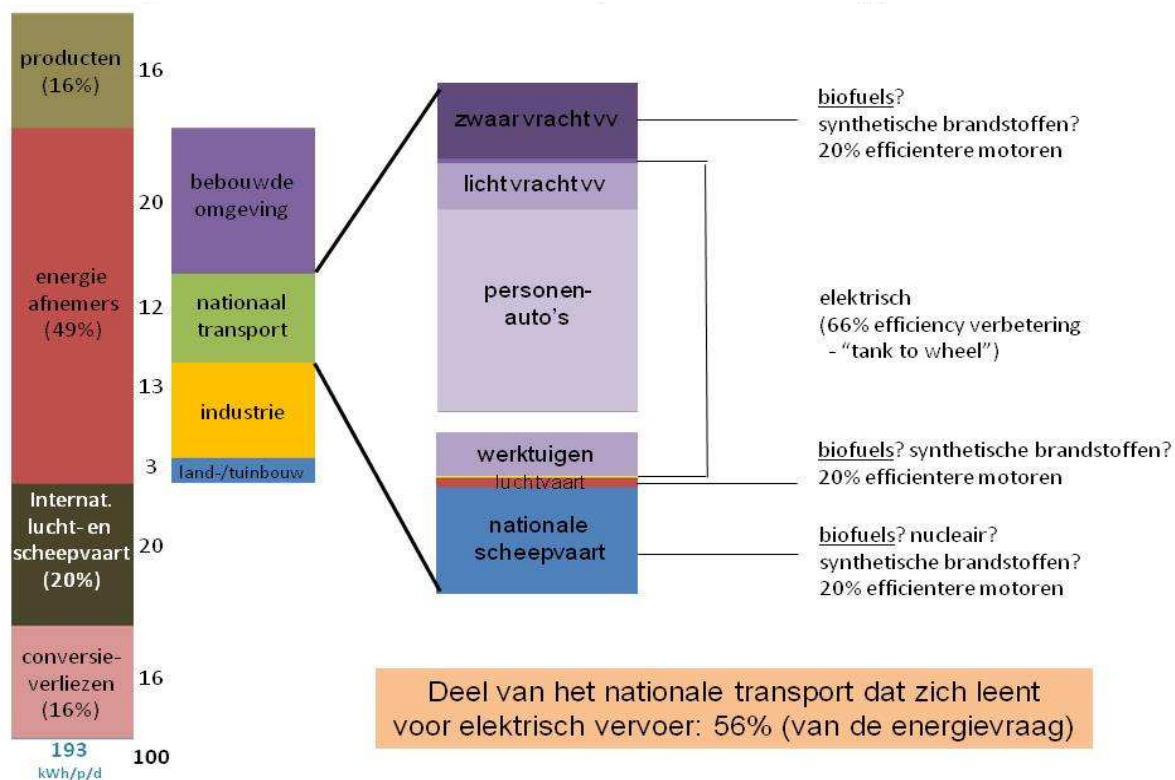 producten
(16%)
16
energie
afnemers
(49%)
Internat.
lucht- en
scheepvaart
(20%)
20
conversie-
verliezen
(16%)
16
193
kWh/p/d
100
bebouwde
omgeving
20
nationaal
transport
12
industrie
13
land-/tuinbouw
3
zwaar vracht vv
licht vracht vv
personen-
auto's
werktuigen
luchtvaart
nationale
scheepvaart
biofuels?
synthetische brandstoffen?
20% efficientere motoren
elektrisch
(66% efficiency verbetering
- “tank to wheel”)
biofuels? synthetische brandstoffen?
20% efficientere motoren
biofuels? nucleair?
synthetische brandstoffen?
20% efficientere motoren
Deel van het nationale transport dat zich leent
voor elektrisch vervoer: 56% (van de energievraag)